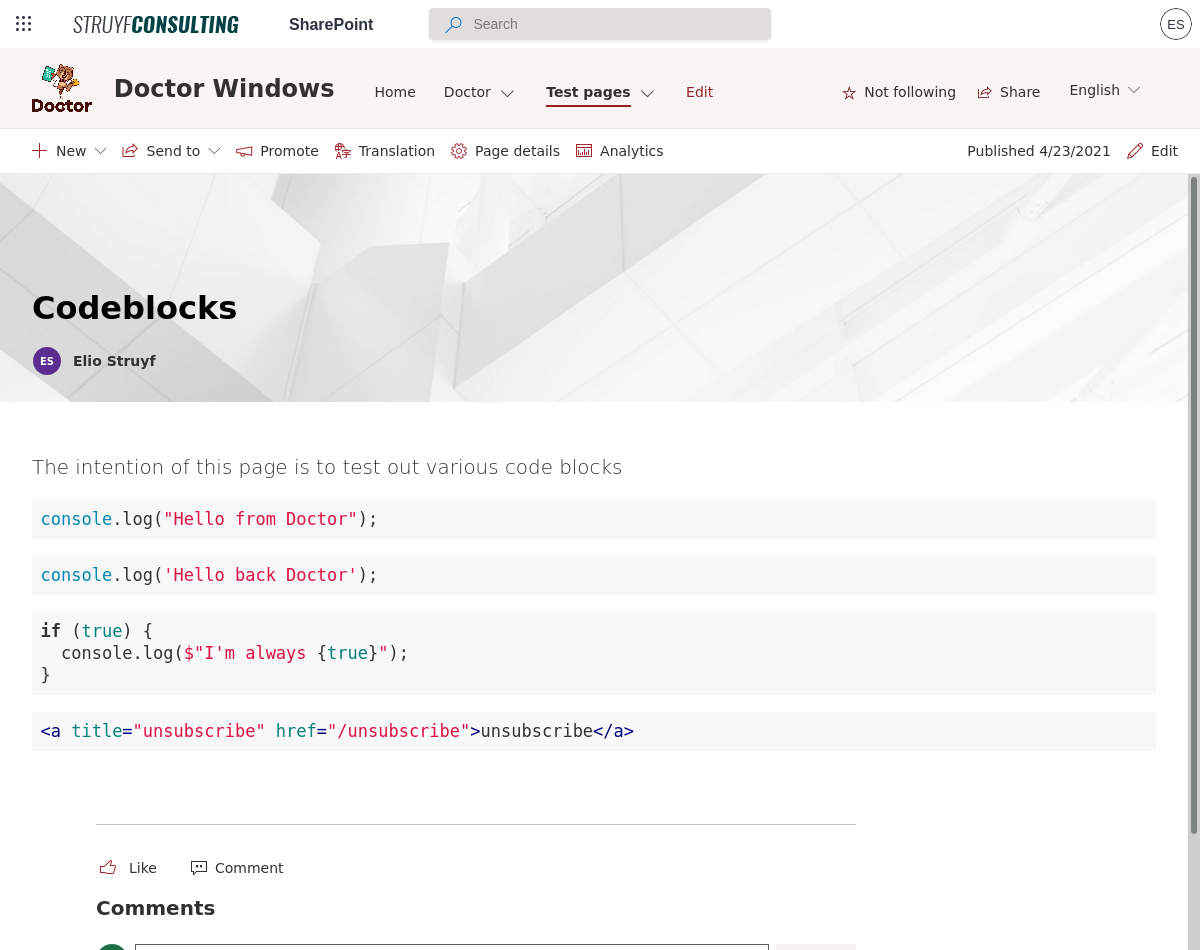 STRUYFCONSULTING SharePoint Search ES
Doctor Doctor Windows Home Doctor Test pages Edit Not following Share English
New Send to Promote Translation Page details Analytics Published 4/23/2021 Edit
Codeblocks
ES Elio Struyf
The intention of this page is to test out various code blocks
console.log("Hello from Doctor");
console.log('Hello back Doctor');
if (true) {
  console.log($"I'm always {true}");
}
<a title="unsubscribe" href="/unsubscribe">unsubscribe</a>
Like Comment
Comments